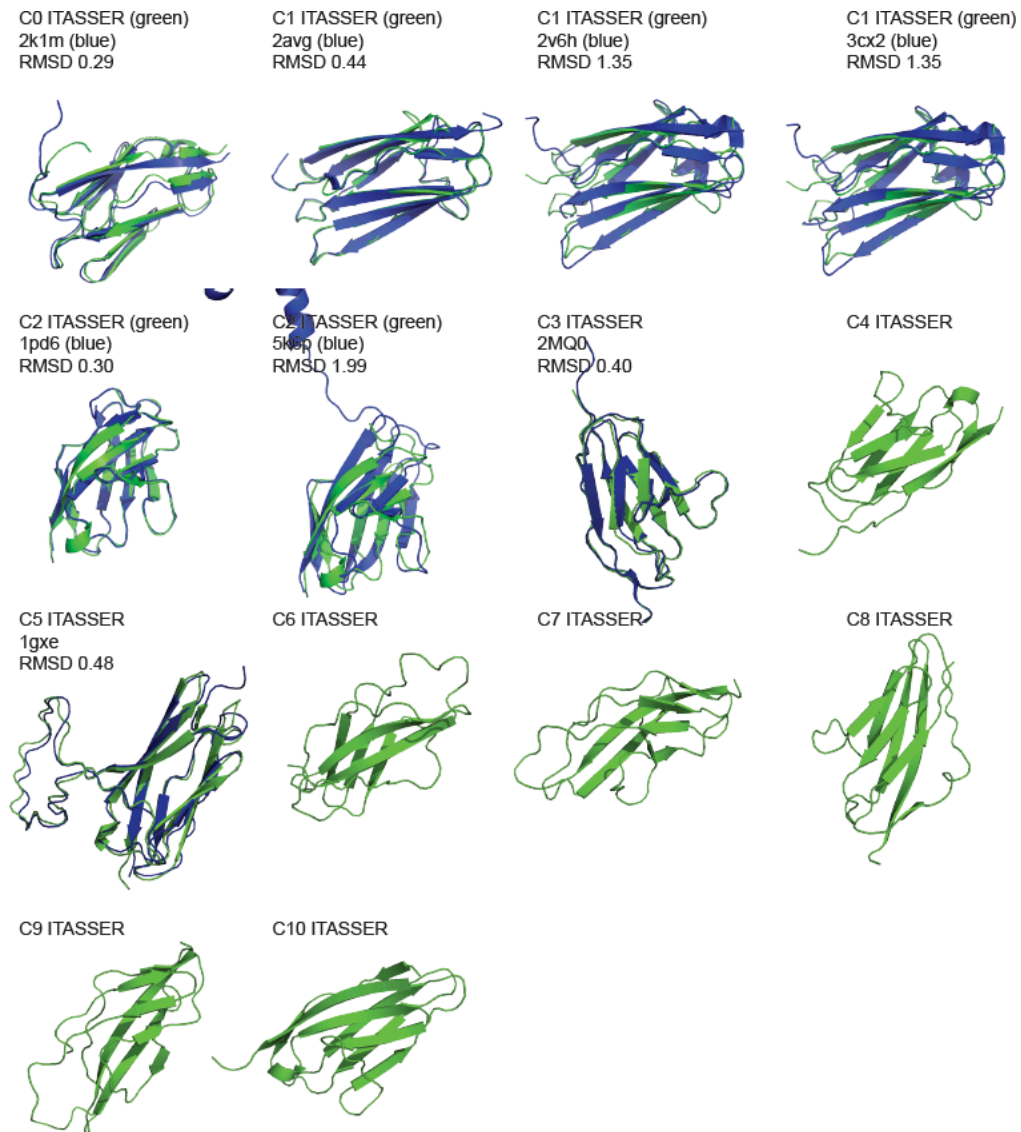 C0 ITASSER (green)
2k1m (blue)
RMSD 0.29
C1 ITASSER (green)
2avg (blue)
RMSD 0.44
C1 ITASSER (green)
2v6h (blue)
RMSD 1.35
C1 ITASSER (green)
3cx2 (blue)
RMSD 1.35
C2 ITASSER (green)
1pd6 (blue)
RMSD 0.30
C2 ITASSER (green)
5k6p (blue)
RMSD 1.99
C3 ITASSER
2MQ0
RMSD 0.40
C4 ITASSER
C5 ITASSER
1gxe
RMSD 0.48
C6 ITASSER
C7 ITASSER
C8 ITASSER
C9 ITASSER
C10 ITASSER